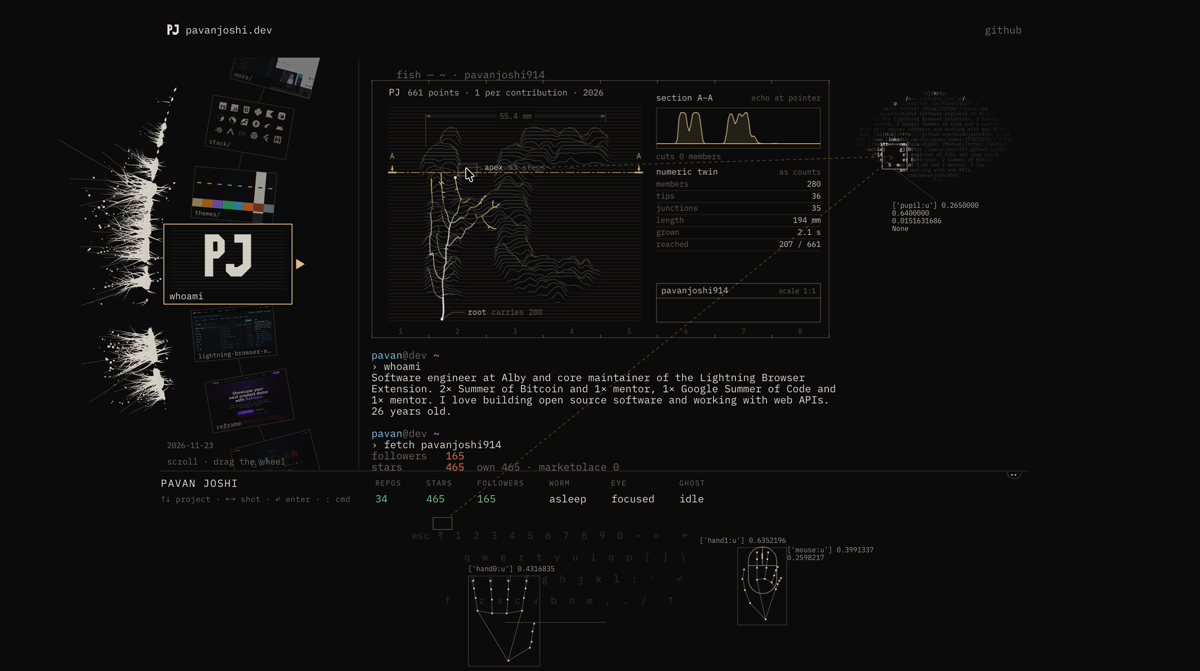 PJ pavanjoshi.dev
github
more/
stack/
themes/
PJ
whoami
lightning-browser-e…
reframe
2026-11-23
scroll · drag the wheel
fish — ~ · pavanjoshi914
PJ 661 points · 1 per contribution · 2026
55.4 mm
A
A
apex 53 steps
root carries 280
1 2 3 4 5 6 7 8
section A–A echo at pointer
cuts 0 members
numeric twin as counts
members 280
tips 36
junctions 35
length 194 mm
grown 2.1 s
reached 207 / 661
pavanjoshi914 scale 1:1
pavan@dev ~
› whoami
Software engineer at Alby and core maintainer of the Lightning Browser
Extension. 2× Summer of Bitcoin and 1× mentor, 1× Google Summer of Code and
1× mentor. I love building open source software and working with web APIs.
26 years old.
pavan@dev ~
› fetch pavanjoshi914
followers 165
stars 465 own 465 · marketplace 0
['pupil:u'] 0.2650000
0.6400000
0.0151631686
None
PAVAN JOSHI
↑↓ project · ←→ shot · ↵ enter · : cmd
REPOS STARS FOLLOWERS WORM EYE GHOST
34 465 165 asleep focused idle
esc ₹ 1 2 3 4 5 6 7 8 9 0 - = ←
q w e r t y u i o p [ ] \
g h j k l ; ' ↵
↑ z x c v b n m , . / ↑
['hand0:u'] 0.4316835
['hand1:u'] 0.6352196
['mouse:u'] 0.3991337
0.2598217